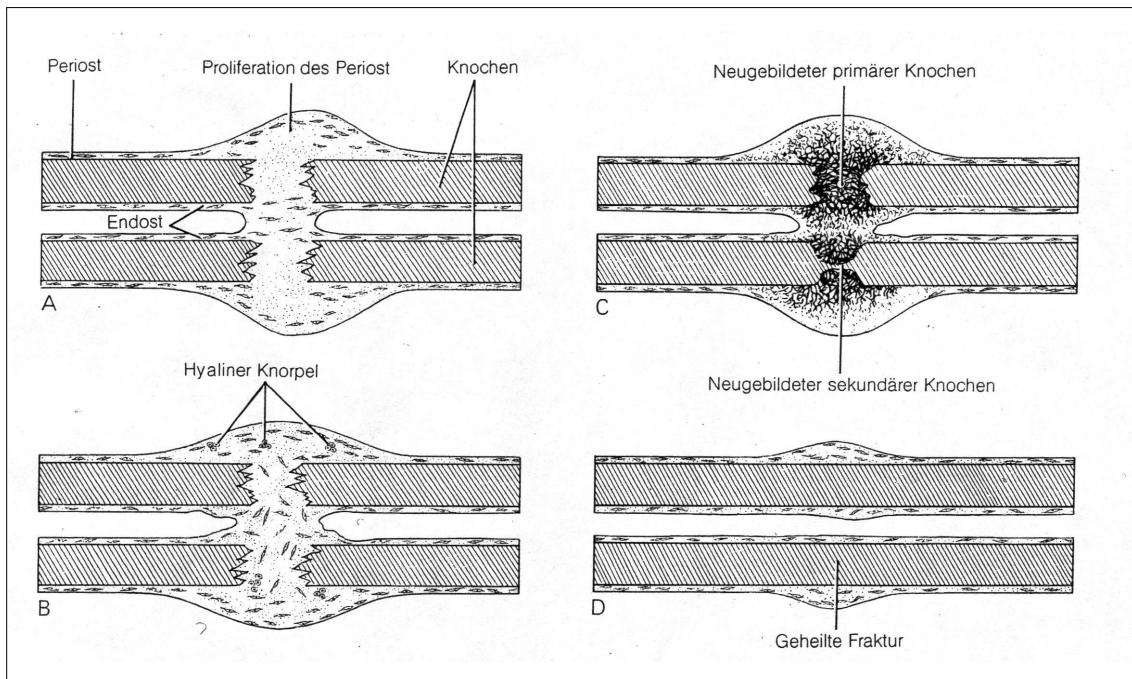 Periost
Proliferation des Periost
Knochen
Endost
A
Neugebildeter primärer Knochen
C
Neugebildeter sekundärer Knochen
Hyaliner Knorpel
B
D
Geheilte Fraktur